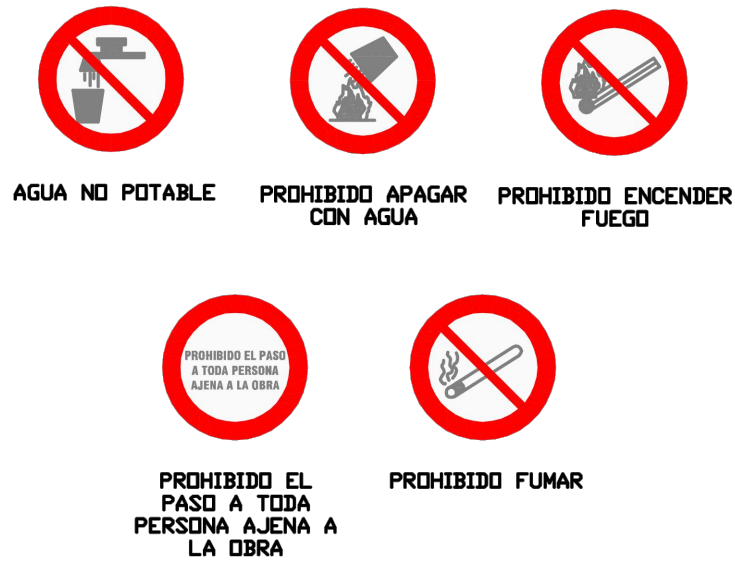 AGUA NO POTABLE
PROHIBIDO APAGAR
CON AGUA
PROHIBIDO ENCENDER
FUEGO
PROHIBIDO EL PASO
A TODA PERSONA
AJENA A LA OBRA
PROHIBIDO EL
PASO A TODA
PERSONA AJENA A
LA OBRA
PROHIBIDO FUMAR